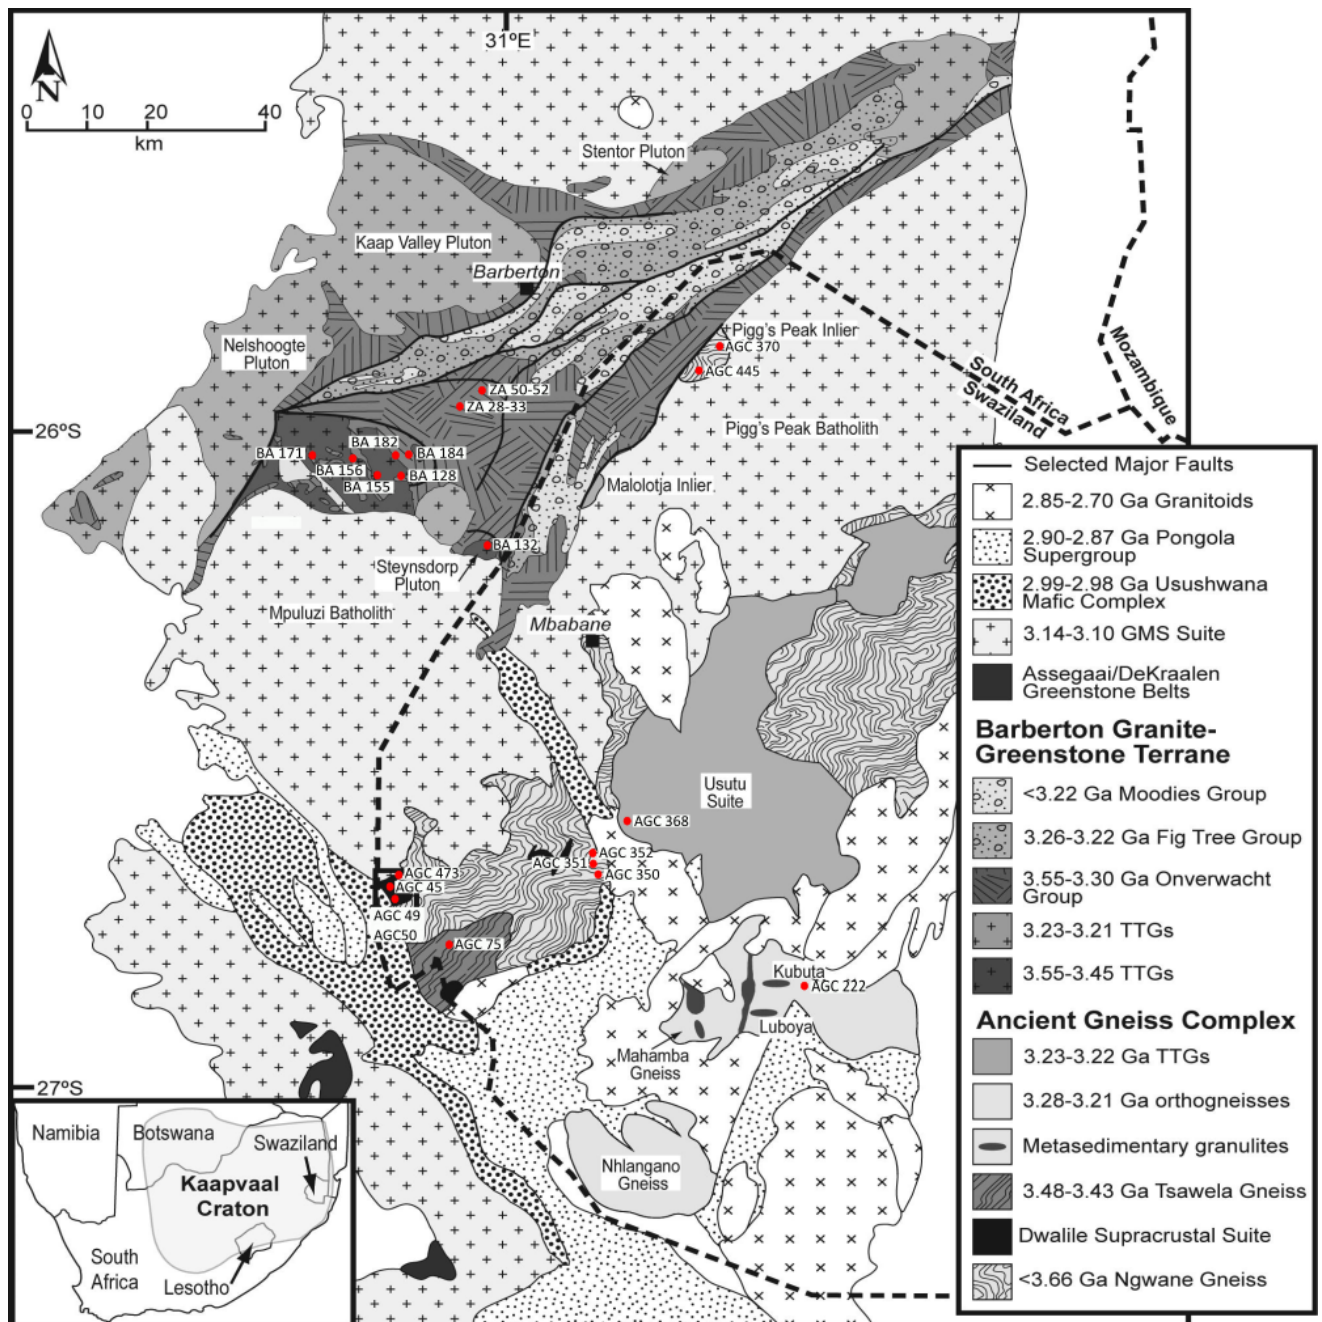 31ºE
N
0 10 20 40
km
Stentor Pluton
Kaap Valley Pluton
Barberton
Nelshoogte
Pluton
Pigg's Peak Inlier
AGC 370
AGC 445
South Africa
Swaziland
Mozambique
ZA 50-52
ZA 28-33
26ºS
Pigg's Peak Batholith
BA 182
BA 171
BA 184
BA 156
BA 155
BA 128
Malolotja Inlier
BA 132
Steynsdorp
Pluton
Mpuluzi Batholith
Mbabane
Usutu
Suite
AGC 368
AGC 352
AGC 351
AGC 350
AGC 473
AGC 45
AGC 49
AGC50
AGC 75
Kubuta
AGC 222
Luboya
Mahamba
Gneiss
27ºS
Nhlangano
Gneiss
Namibia
Botswana
Swaziland
Kaapvaal
Craton
South
Africa
Lesotho
Selected Major Faults
2.85-2.70 Ga Granitoids
2.90-2.87 Ga Pongola
Supergroup
2.99-2.98 Ga Usushwana
Mafic Complex
3.14-3.10 GMS Suite
Assegaai/DeKraalen
Greenstone Belts
Barberton Granite-
Greenstone Terrane
<3.22 Ga Moodies Group
3.26-3.22 Ga Fig Tree Group
3.55-3.30 Ga Onverwacht
Group
3.23-3.21 TTGs
3.55-3.45 TTGs
Ancient Gneiss Complex
3.23-3.22 Ga TTGs
3.28-3.21 Ga orthogneisses
Metasedimentary granulites
3.48-3.43 Ga Tsawela Gneiss
Dwalile Supracrustal Suite
<3.66 Ga Ngwane Gneiss